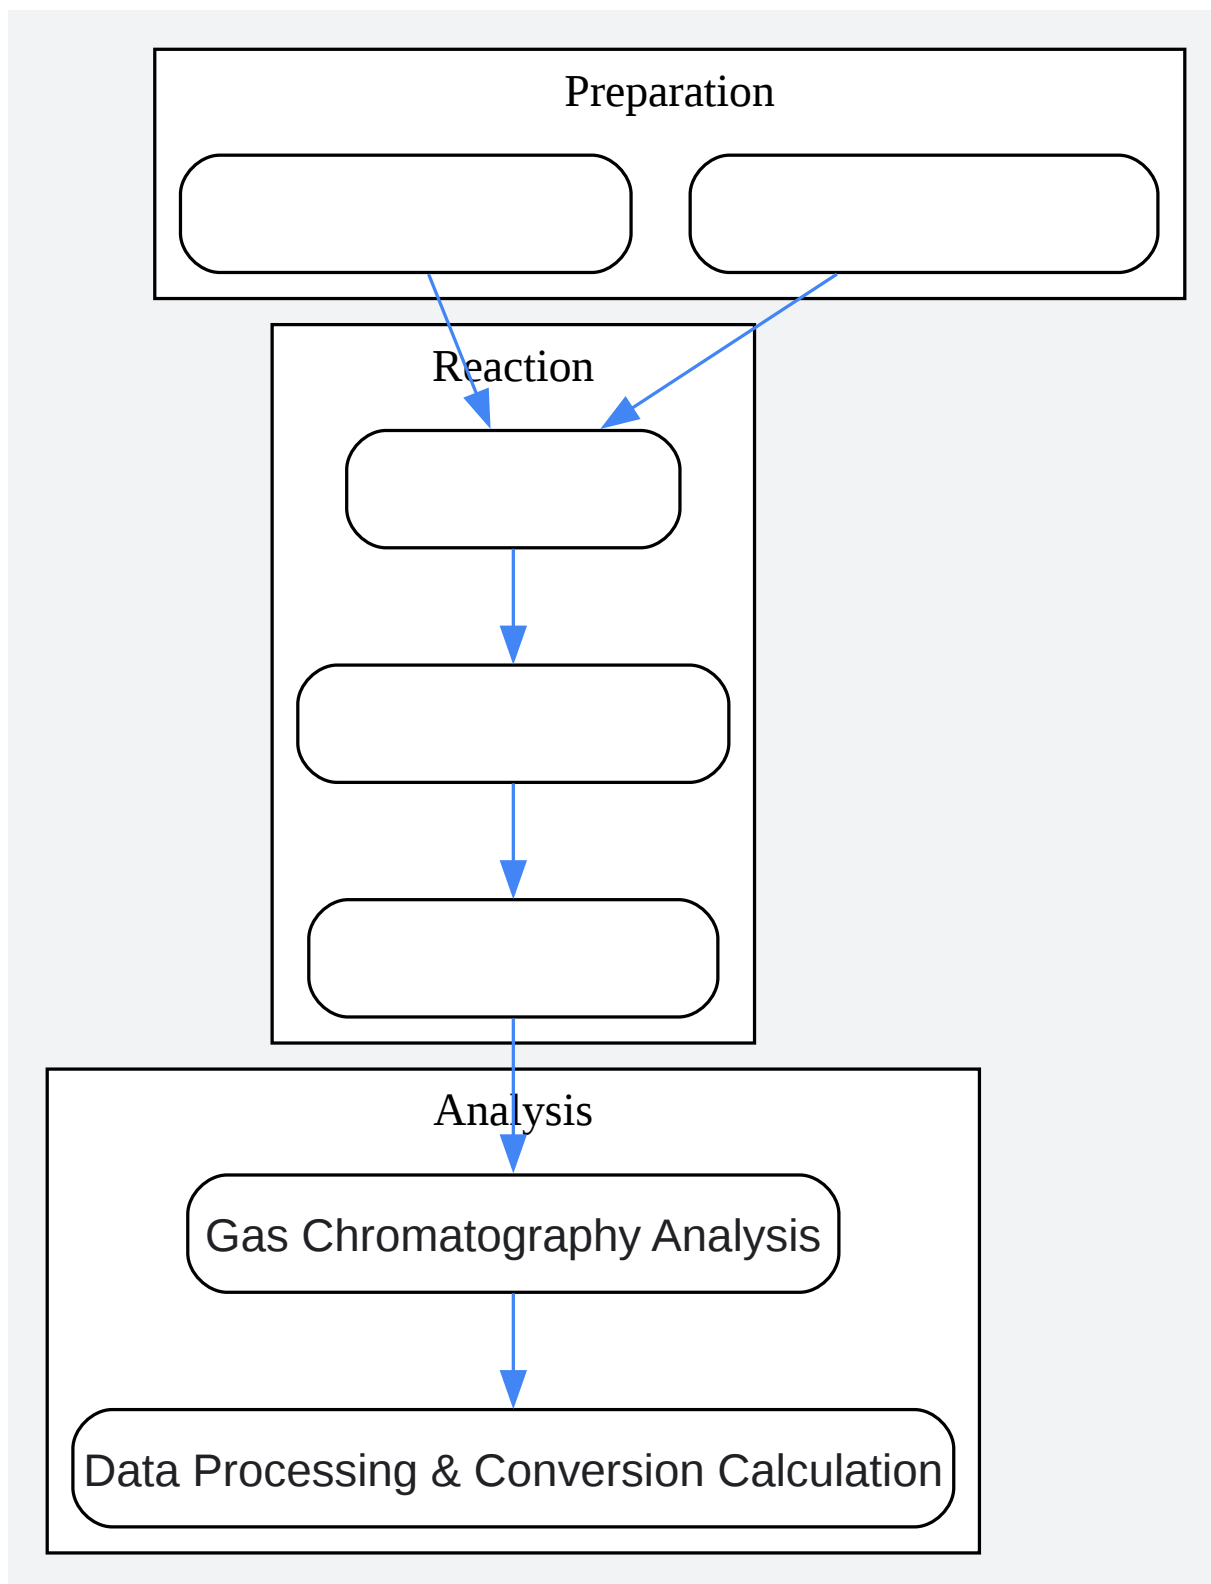 Preparation
Reaction
Analysis
Gas Chromatography Analysis
Data Processing & Conversion Calculation